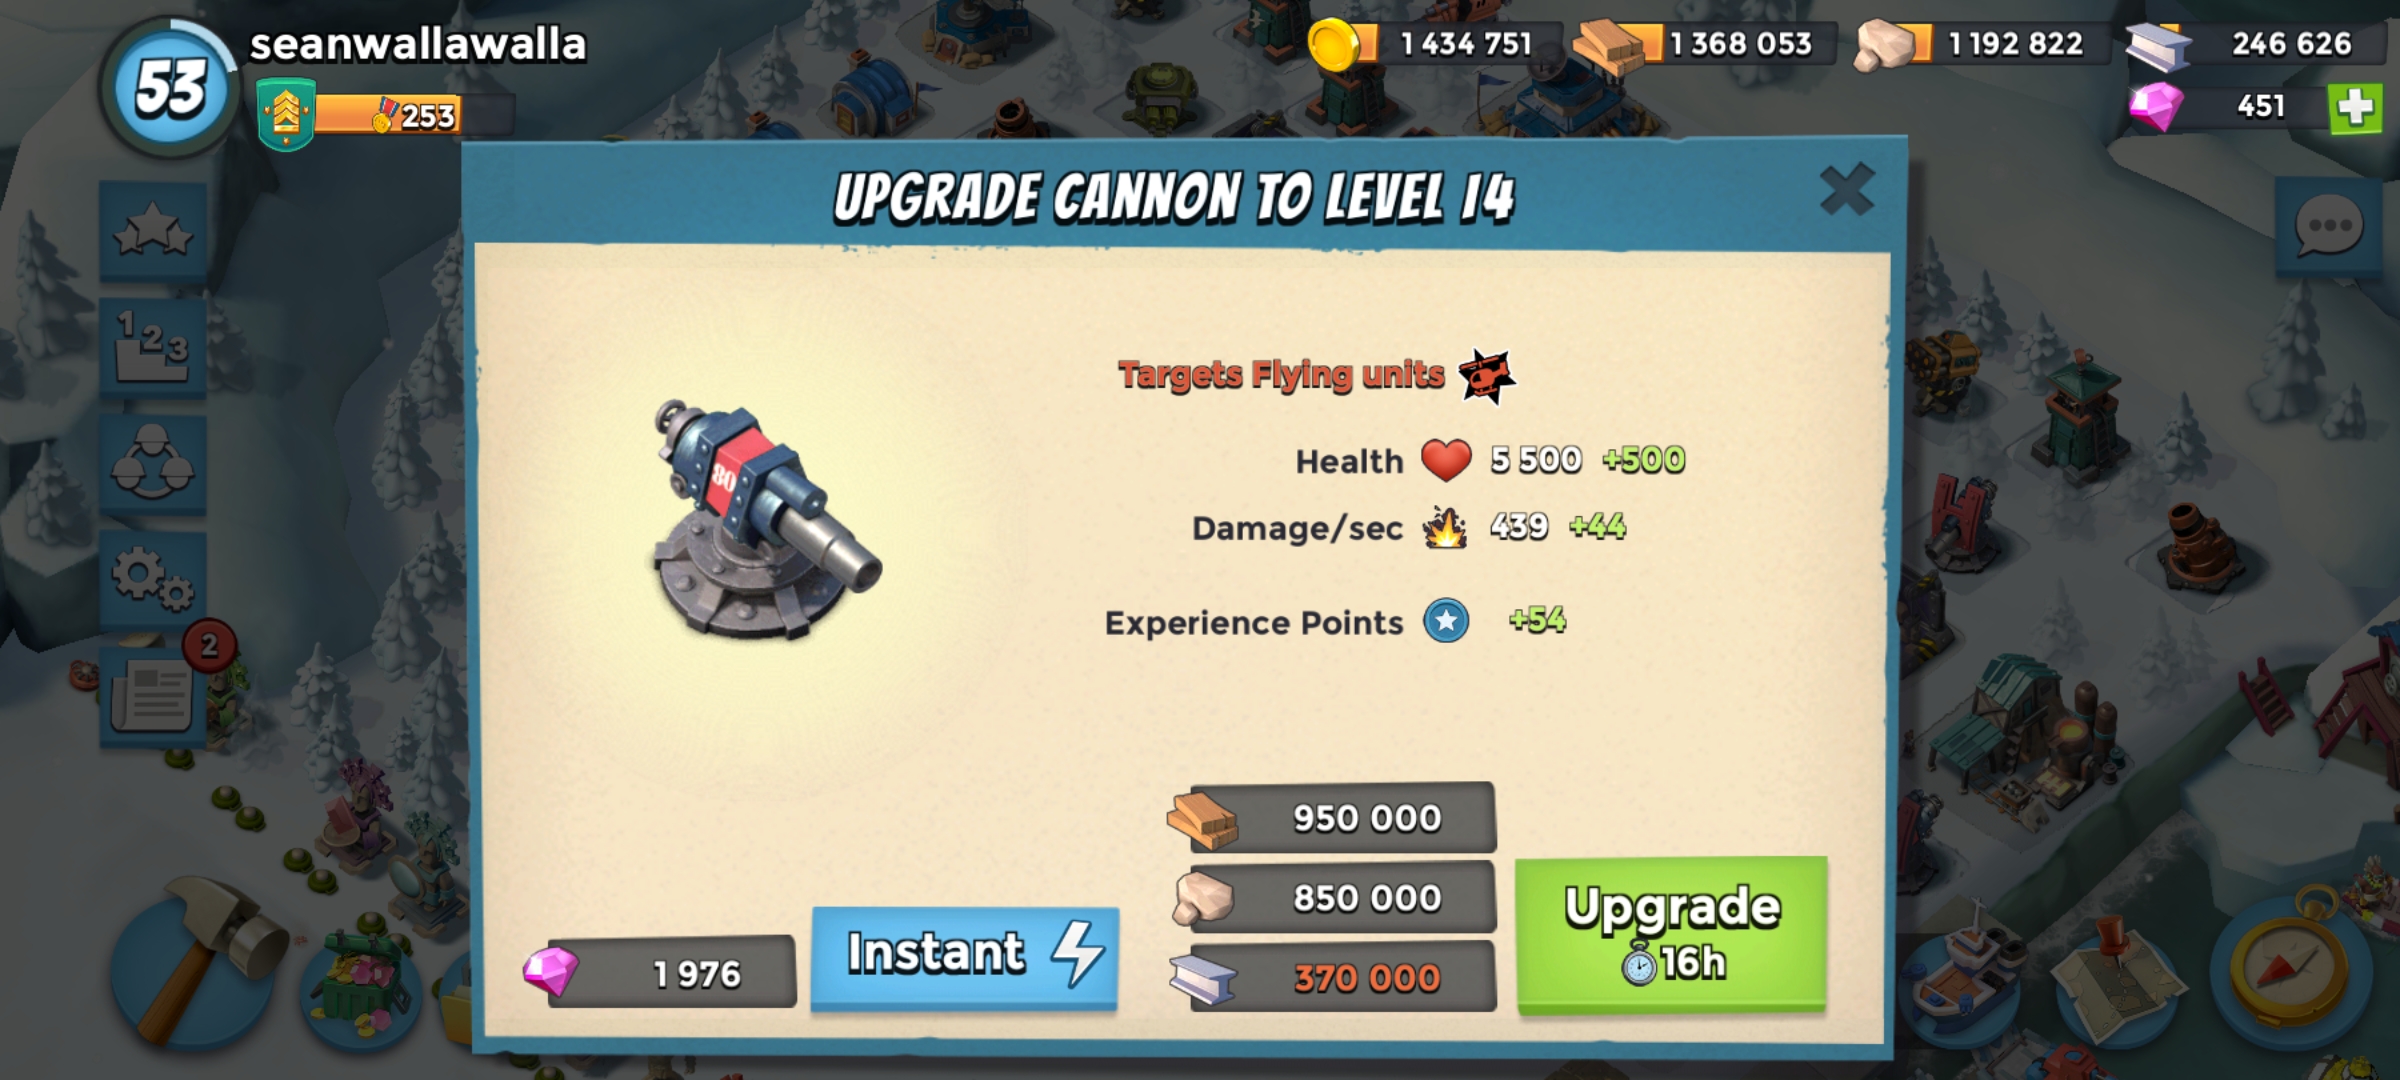 53
seanwallawalla
253
1 434 751
1 368 053
1 192 822
246 626
451
UPGRADE CANNON TO LEVEL 14
1 2 3
2
80
Targets Flying units
Health 5 500 +500
Damage/sec 439 +44
Experience Points +54
950 000
850 000
370 000
1 976
Instant
Upgrade
16h